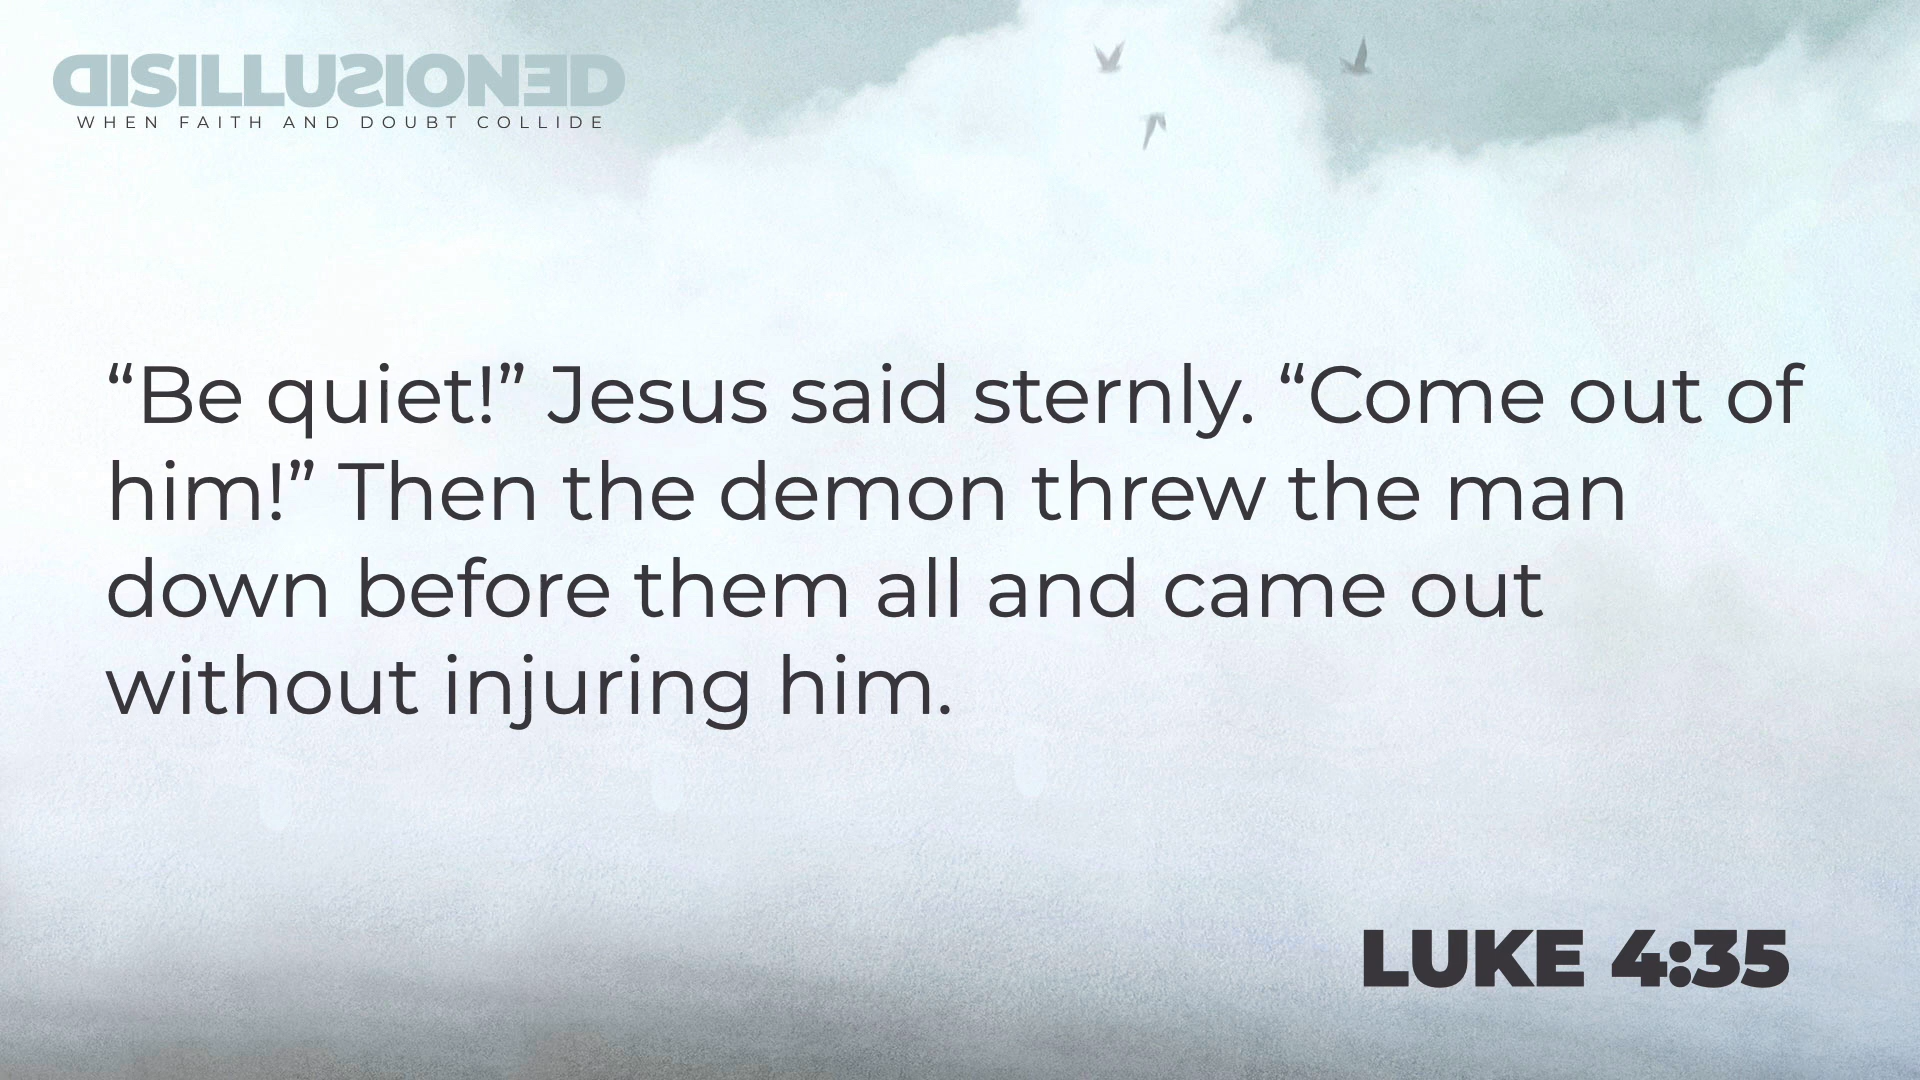 DISILLUSIONED
WHEN FAITH AND DOUBT COLLIDE
“Be quiet!” Jesus said sternly. “Come out of
him!” Then the demon threw the man
down before them all and came out
without injuring him.
LUKE 4:35